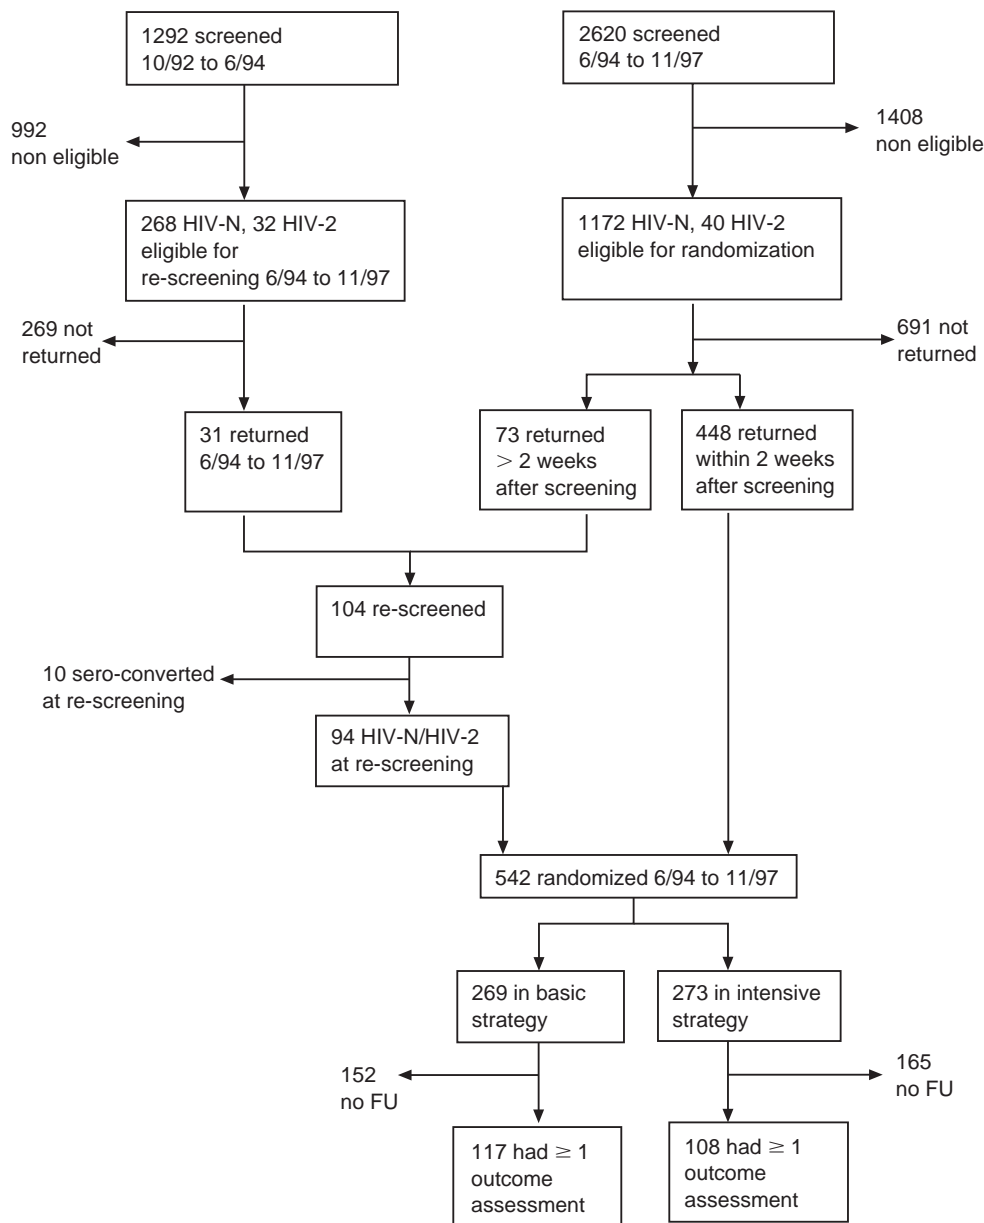 1292 screened
10/92 to 6/94
2620 screened
6/94 to 11/97
992
non eligible
1408
non eligible
268 HIV-N, 32 HIV-2
eligible for
re-screening 6/94 to 11/97
1172 HIV-N, 40 HIV-2
eligible for randomization
269 not
returned
691 not
returned
31 returned
6/94 to 11/97
73 returned
> 2 weeks
after screening
448 returned
within 2 weeks
after screening
104 re-screened
10 sero-converted
at re-screening
94 HIV-N/HIV-2
at re-screening
542 randomized 6/94 to 11/97
269 in basic
strategy
273 in intensive
strategy
152
no FU
165
no FU
117 had ≥ 1
outcome
assessment
108 had ≥ 1
outcome
assessment